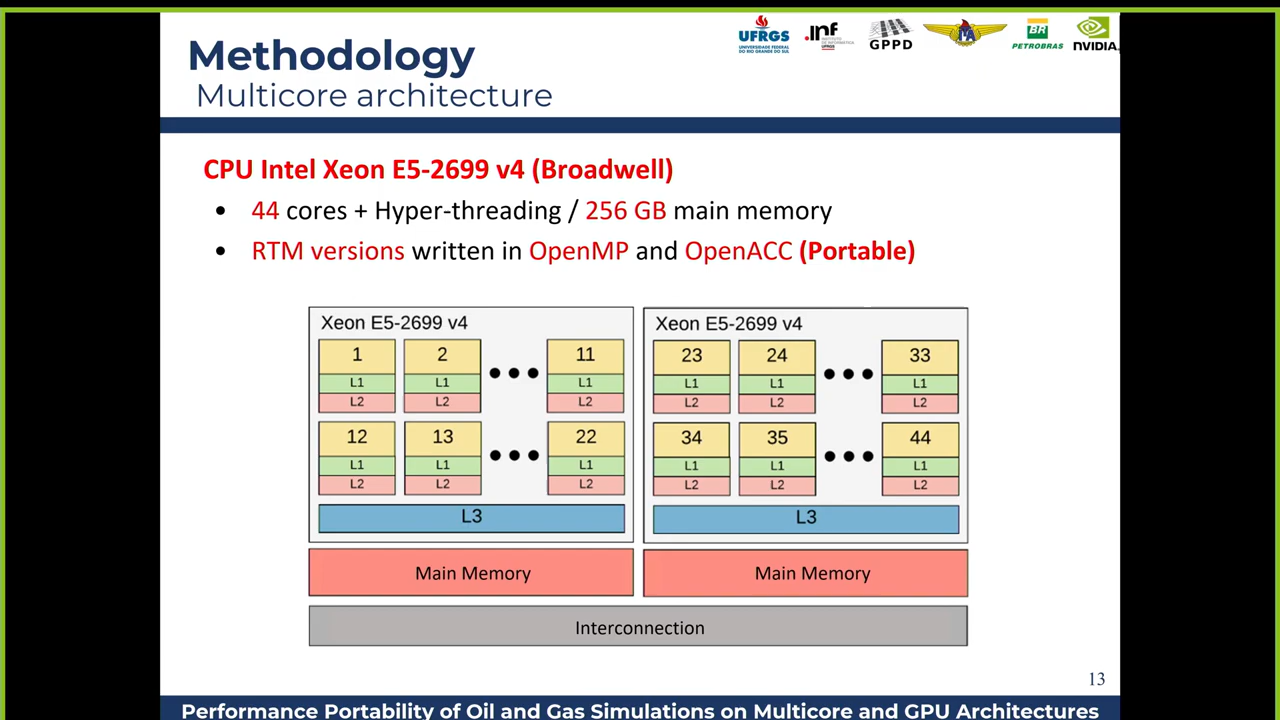 Methodology
Multicore architecture
UFRGS
UNIVERSIDADE FEDERAL
DO RIO GRANDE DO SUL
.inf
INSTITUTO
DE INFORMÁTICA
UFRGS
GPPD
BR
PETROBRAS
NVIDIA.
CPU Intel Xeon E5-2699 v4 (Broadwell)
• 44 cores + Hyper-threading / 256 GB main memory
• RTM versions written in OpenMP and OpenACC (Portable)
Xeon E5-2699 v4 Xeon E5-2699 v4
1 2 ••• 11 23 24 ••• 33
L1 L1 L1 L1 L1 L1
L2 L2 L2 L2 L2 L2
12 13 ••• 22 34 35 ••• 44
L1 L1 L1 L1 L1 L1
L2 L2 L2 L2 L2 L2
L3 L3
Main Memory Main Memory
Interconnection
13
Performance Portability of Oil and Gas Simulations on Multicore and GPU Architectures